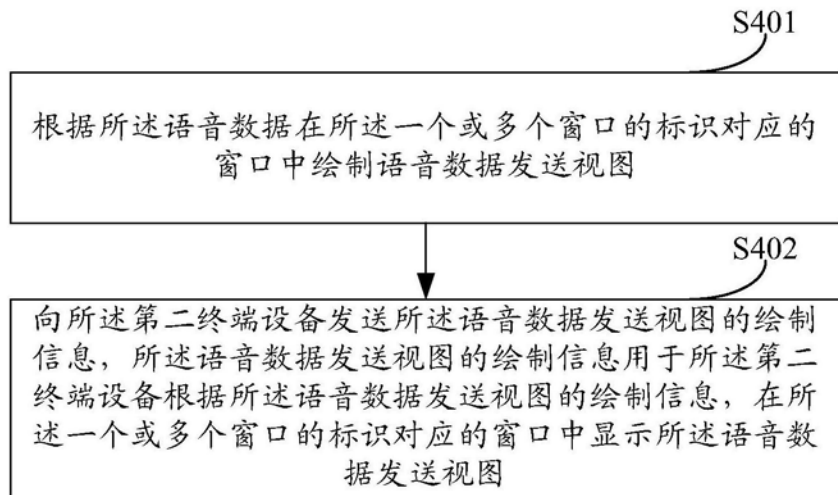 S401
根据所述语音数据在所述一个或多个窗口的标识对应的
窗口中绘制语音数据发送视图
S402
向所述第二终端设备发送所述语音数据发送视图的绘制
信息，所述语音数据发送视图的绘制信息用于所述第二
终端设备根据所述语音数据发送视图的绘制信息，在所
述一个或多个窗口的标识对应的窗口中显示所述语音数
据发送视图